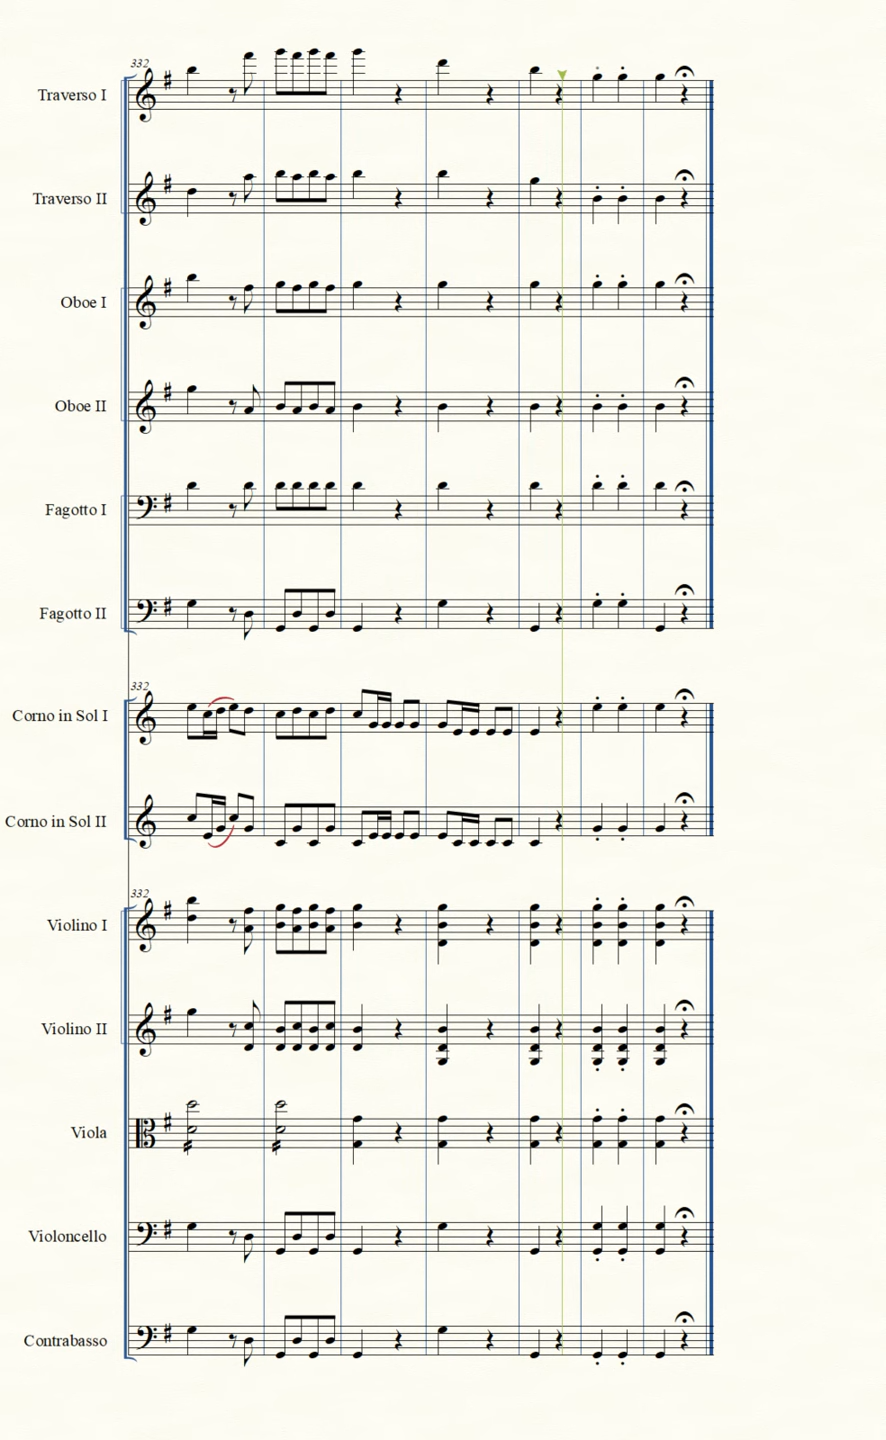 332
Traverso I
Traverso II
Oboe I
Oboe II
Fagotto I
Fagotto II
332
Corno in Sol I
Corno in Sol II
332
Violino I
Violino II
Viola
Violoncello
Contrabasso